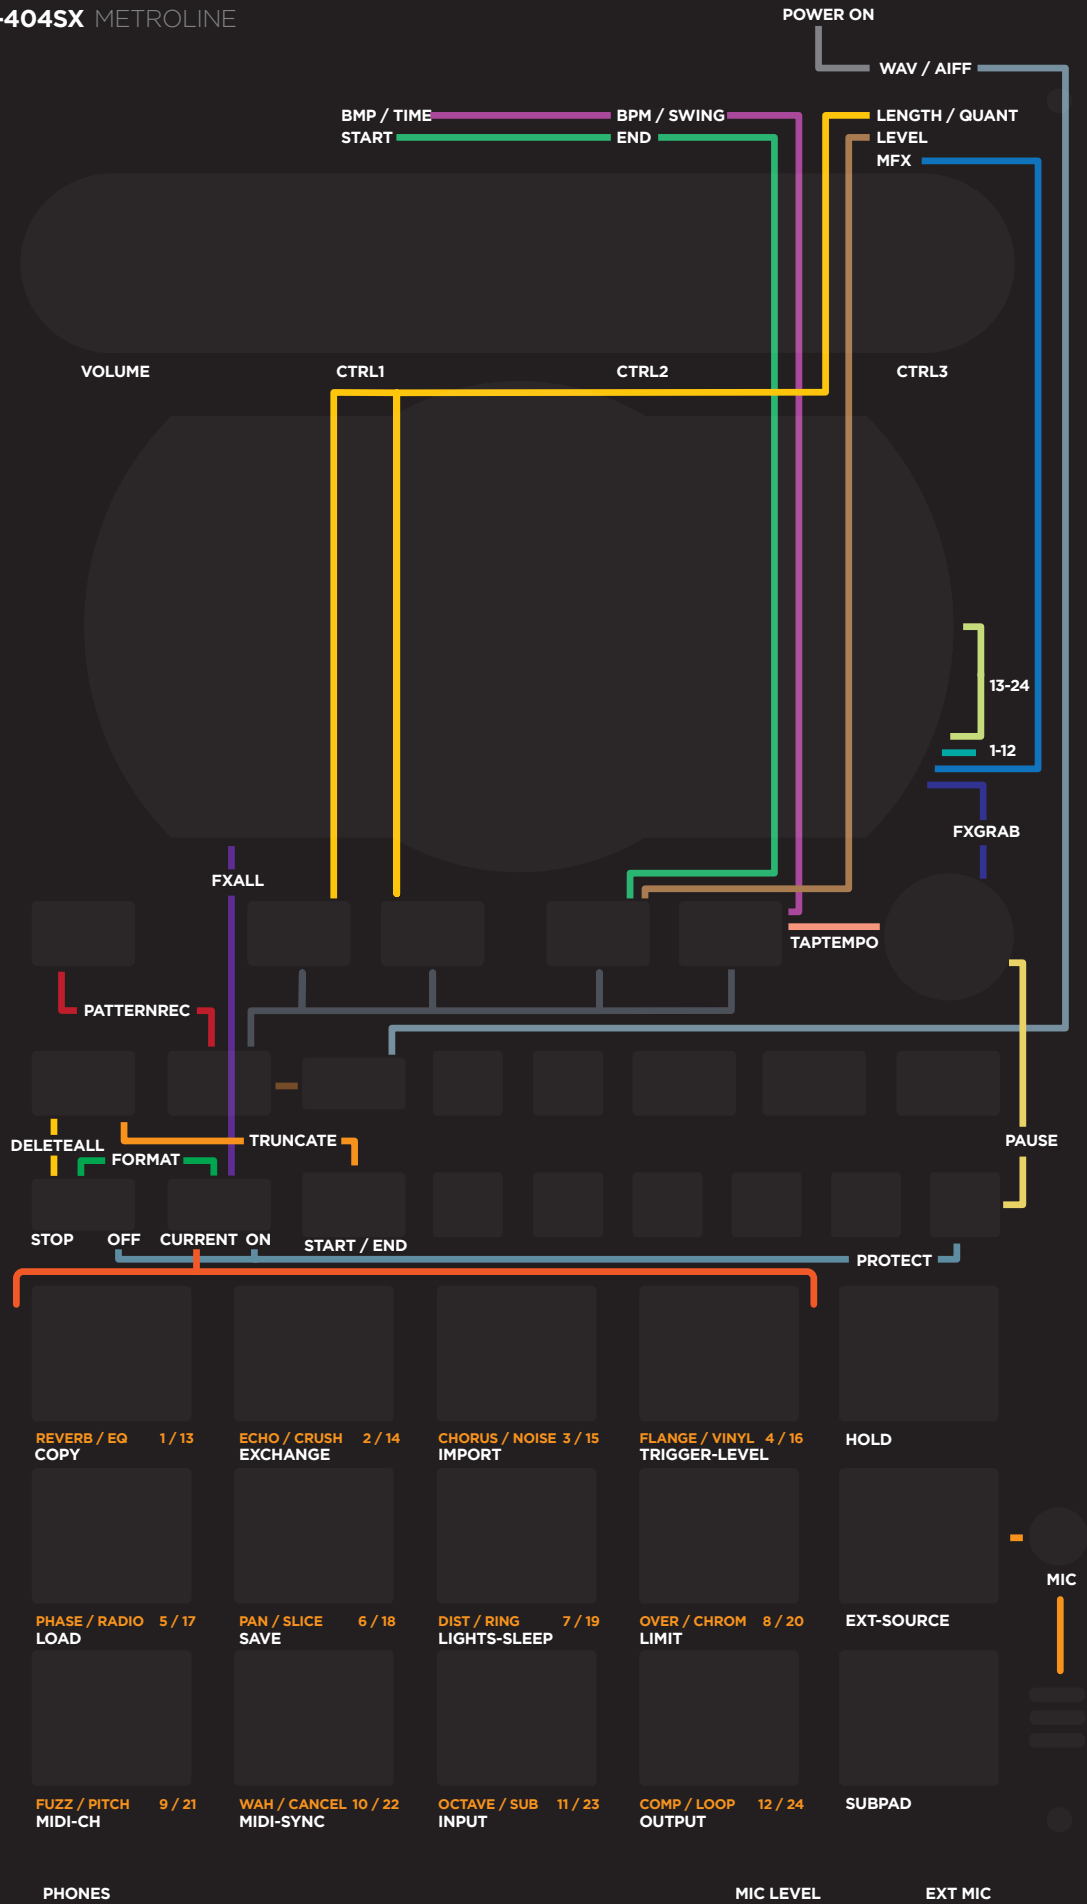 -404SX METROLINE
POWER ON
WAV / AIFF
BMP / TIME BPM / SWING LENGTH / QUANT
START END LEVEL
MFX
VOLUME CTRL1 CTRL2 CTRL3
13-24
1-12
FXGRAB
FXALL
TAPTEMPO
PATTERNREC
DELETEALL TRUNCATE PAUSE
FORMAT
STOP OFF CURRENT ON START / END
PROTECT
REVERB / EQ 1 / 13 ECHO / CRUSH 2 / 14 CHORUS / NOISE 3 / 15 FLANGE / VINYL 4 / 16 HOLD
COPY EXCHANGE IMPORT TRIGGER-LEVEL
MIC
PHASE / RADIO 5 / 17 PAN / SLICE 6 / 18 DIST / RING 7 / 19 OVER / CHROM 8 / 20 EXT-SOURCE
LOAD SAVE LIGHTS-SLEEP LIMIT
FUZZ / PITCH 9 / 21 WAH / CANCEL 10 / 22 OCTAVE / SUB 11 / 23 COMP / LOOP 12 / 24 SUBPAD
MIDI-CH MIDI-SYNC INPUT OUTPUT
PHONES MIC LEVEL EXT MIC